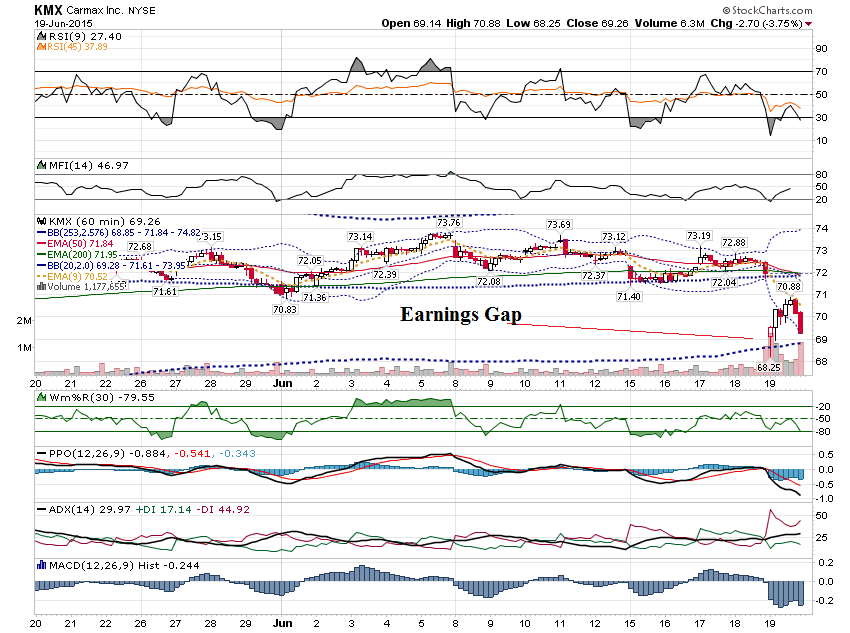 KMX Carmax Inc. NYSE © StockCharts.com
19-Jun-2015 Open 69.14 High 70.88 Low 68.25 Close 69.26 Volume 6.3M Chg -2.70 (-3.75%)
RSI(9) 27.40
RSI(45) 37.89
90
70
50
30
10
MFI(14) 46.97
80
50
20
KMX (60 min) 69.26
BB(253,2.576) 68.85 - 71.84 - 74.82
EMA(50) 71.84
EMA(200) 71.95
BB(20,2.0) 69.28 - 71.61 - 73.95
EMA(9) 70.52
Volume 1,177,655
74
73
72
71
70
69
68
2M
1M
72.68
73.15
71.61
72.05
70.83
71.36
73.14
72.39
73.76
72.08
73.69
72.37
73.12
71.40
73.19
72.04
72.88
70.88
68.25
Earnings Gap
20 21 22 26 27 28 29 Jun 2 3 4 5 8 9 10 11 12 15 16 17 18 19
Wm%R(30) -79.55
-20
-50
-80
PPO(12,26,9) -0.884, -0.541, -0.343
0.5
0.0
-0.5
-1.0
ADX(14) 29.97 +DI 17.14 -DI 44.92
50
25
MACD(12,26,9) Hist -0.244
0.2
0.0
-0.2
20 21 22 26 27 28 29 Jun 2 3 4 5 8 9 10 11 12 15 16 17 18 19